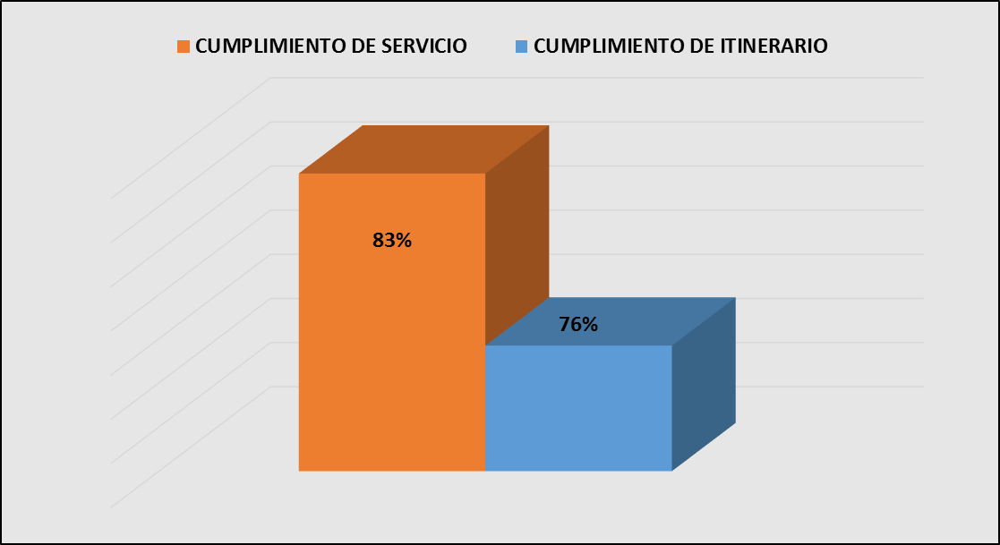 CUMPLIMIENTO DE SERVICIO CUMPLIMIENTO DE ITINERARIO
83%
76%